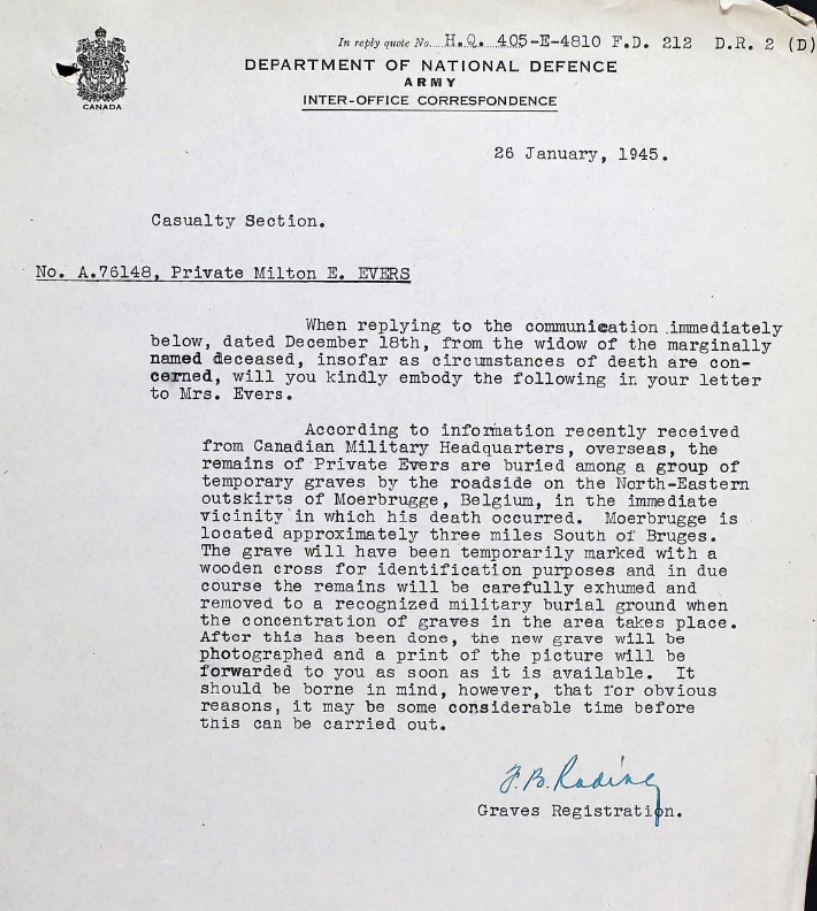 In reply quote No. H.Q. 405-E-4810 F.D. 212 D.R. 2 (D)
DEPARTMENT OF NATIONAL DEFENCE
ARMY
CANADA
INTER-OFFICE CORRESPONDENCE
26 January, 1945.
Casualty Section.
No. A.76148, Private Milton E. EVERS
When replying to the communication immediately
below, dated December 18th, from the widow of the marginally
named deceased, insofar as circumstances of death are con-
cerned, will you kindly embody the following in your letter
to Mrs. Evers.
According to information recently received
from Canadian Military Headquarters, overseas, the
remains of Private Evers are buried among a group of
temporary graves by the roadside on the North-Eastern
outskirts of Moerbrugge, Belgium, in the immediate
vicinity in which his death occurred. Moerbrugge is
located approximately three miles South of Bruges.
The grave will have been temporarily marked with a
wooden cross for identification purposes and in due
course the remains will be carefully exhumed and
removed to a recognized military burial ground when
the concentration of graves in the area takes place.
After this has been done, the new grave will be
photographed and a print of the picture will be
forwarded to you as soon as it is available. It
should be borne in mind, however, that for obvious
reasons, it may be some considerable time before
this can be carried out.
F.B.
Graves Registration.